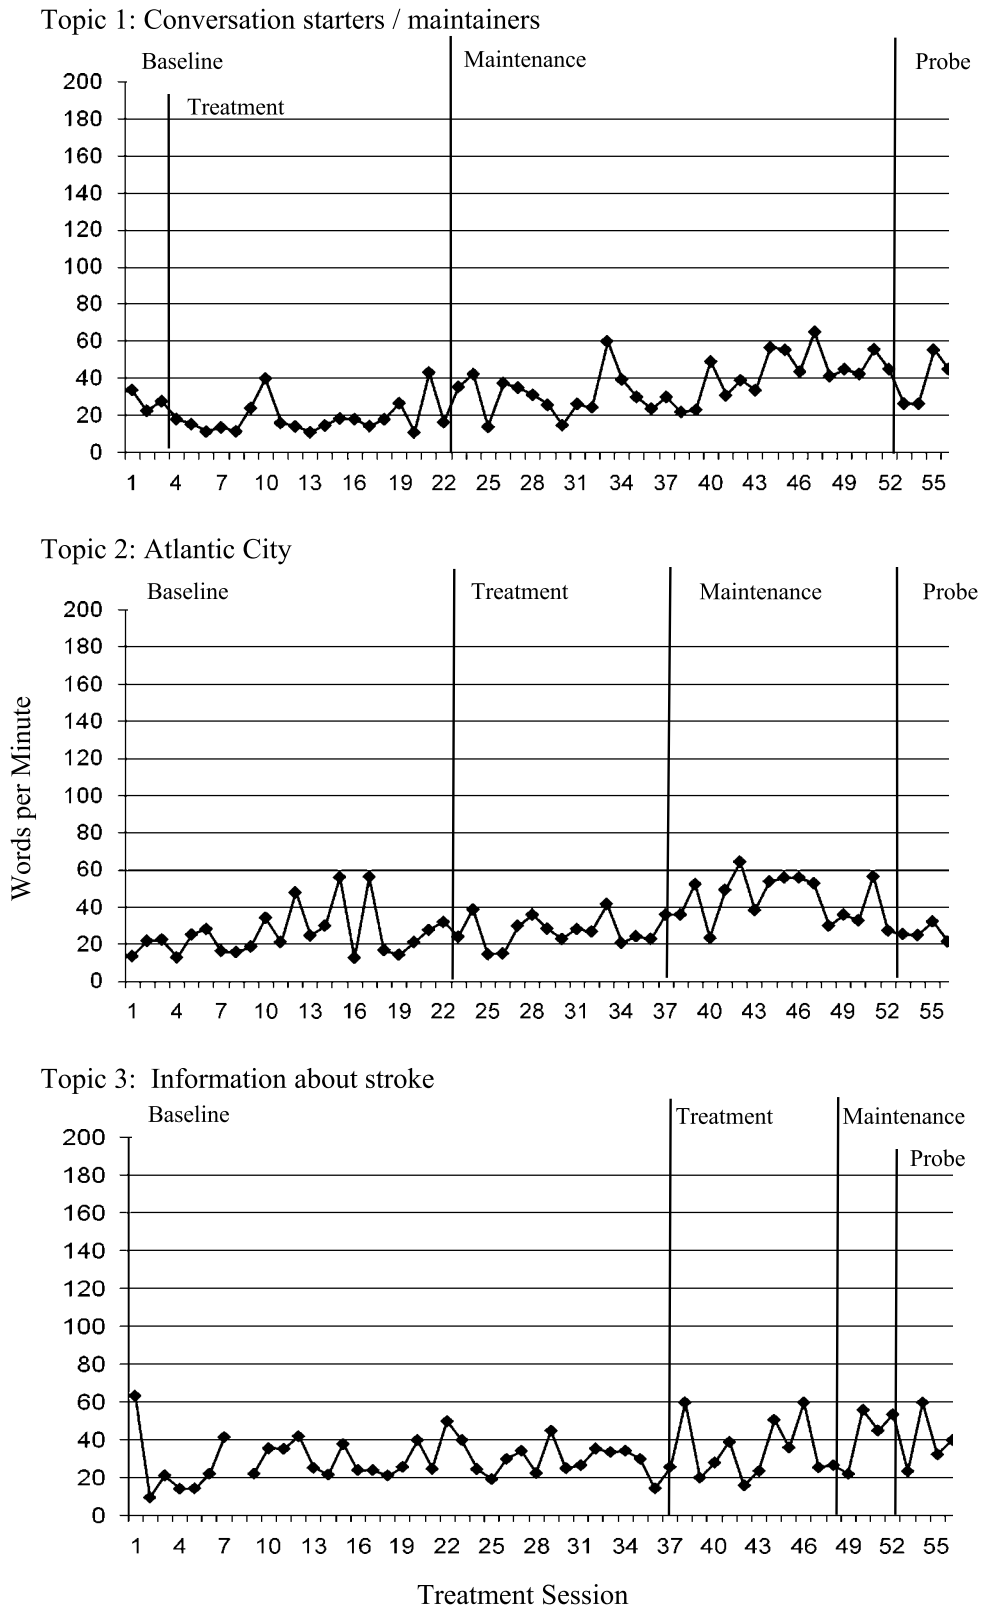 Topic 1: Conversation starters / maintainers
Baseline
Maintenance
Probe
Treatment
200
180
160
140
120
100
80
60
40
20
0
1 4 7 10 13 16 19 22 25 28 31 34 37 40 43 46 49 52 55
Topic 2: Atlantic City
Baseline
Treatment
Maintenance
Probe
200
180
160
140
120
100
80
60
40
20
0
1 4 7 10 13 16 19 22 25 28 31 34 37 40 43 46 49 52 55
Words per Minute
Topic 3: Information about stroke
Baseline
Treatment
Maintenance
Probe
200
180
160
140
120
100
80
60
40
20
0
1 4 7 10 13 16 19 22 25 28 31 34 37 40 43 46 49 52 55
Treatment Session